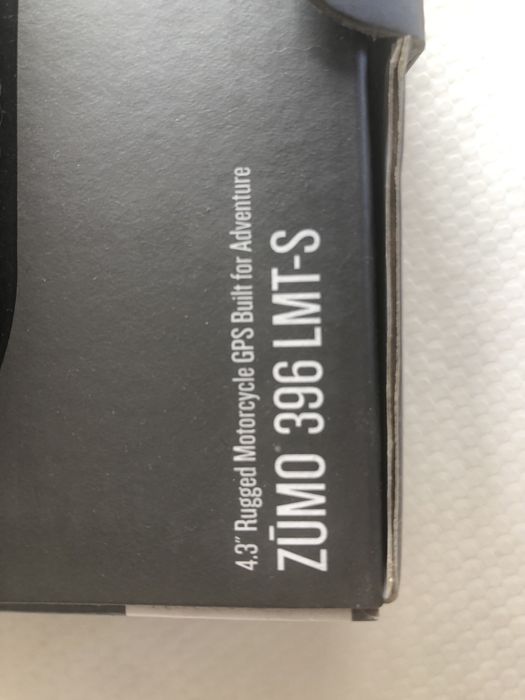 4.3" Rugged Motorcycle GPS Built for Adventure
ZŪMO® 396 LMT-S